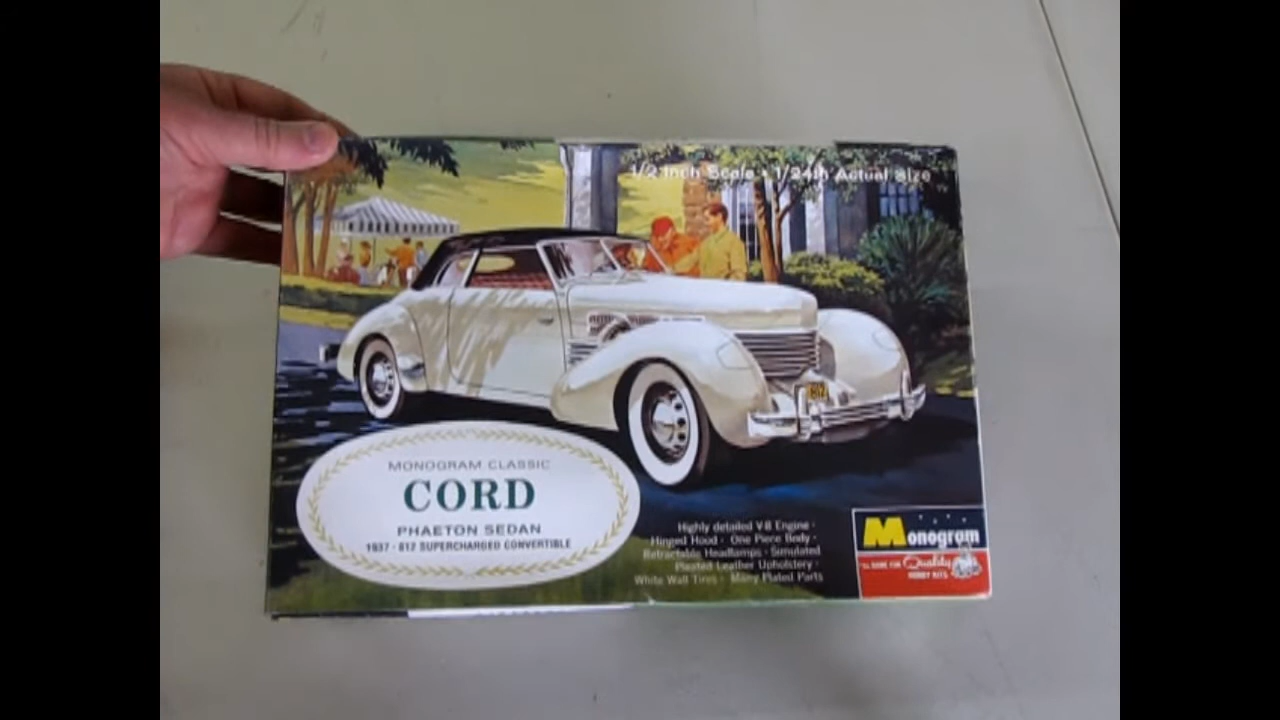 1/2 Inch Scale • 1/24th Actual Size
MONOGRAM CLASSIC
CORD
PHAETON SEDAN
1937 · 812 SUPERCHARGED CONVERTIBLE
Highly detailed V-8 Engine ·
Hinged Hood · One Piece Body ·
Retractable Headlamps · Simulated
Pleated Leather Upholstery ·
White Wall Tires · Many Plated Parts
Monogram
Quality
HOBBY KITS